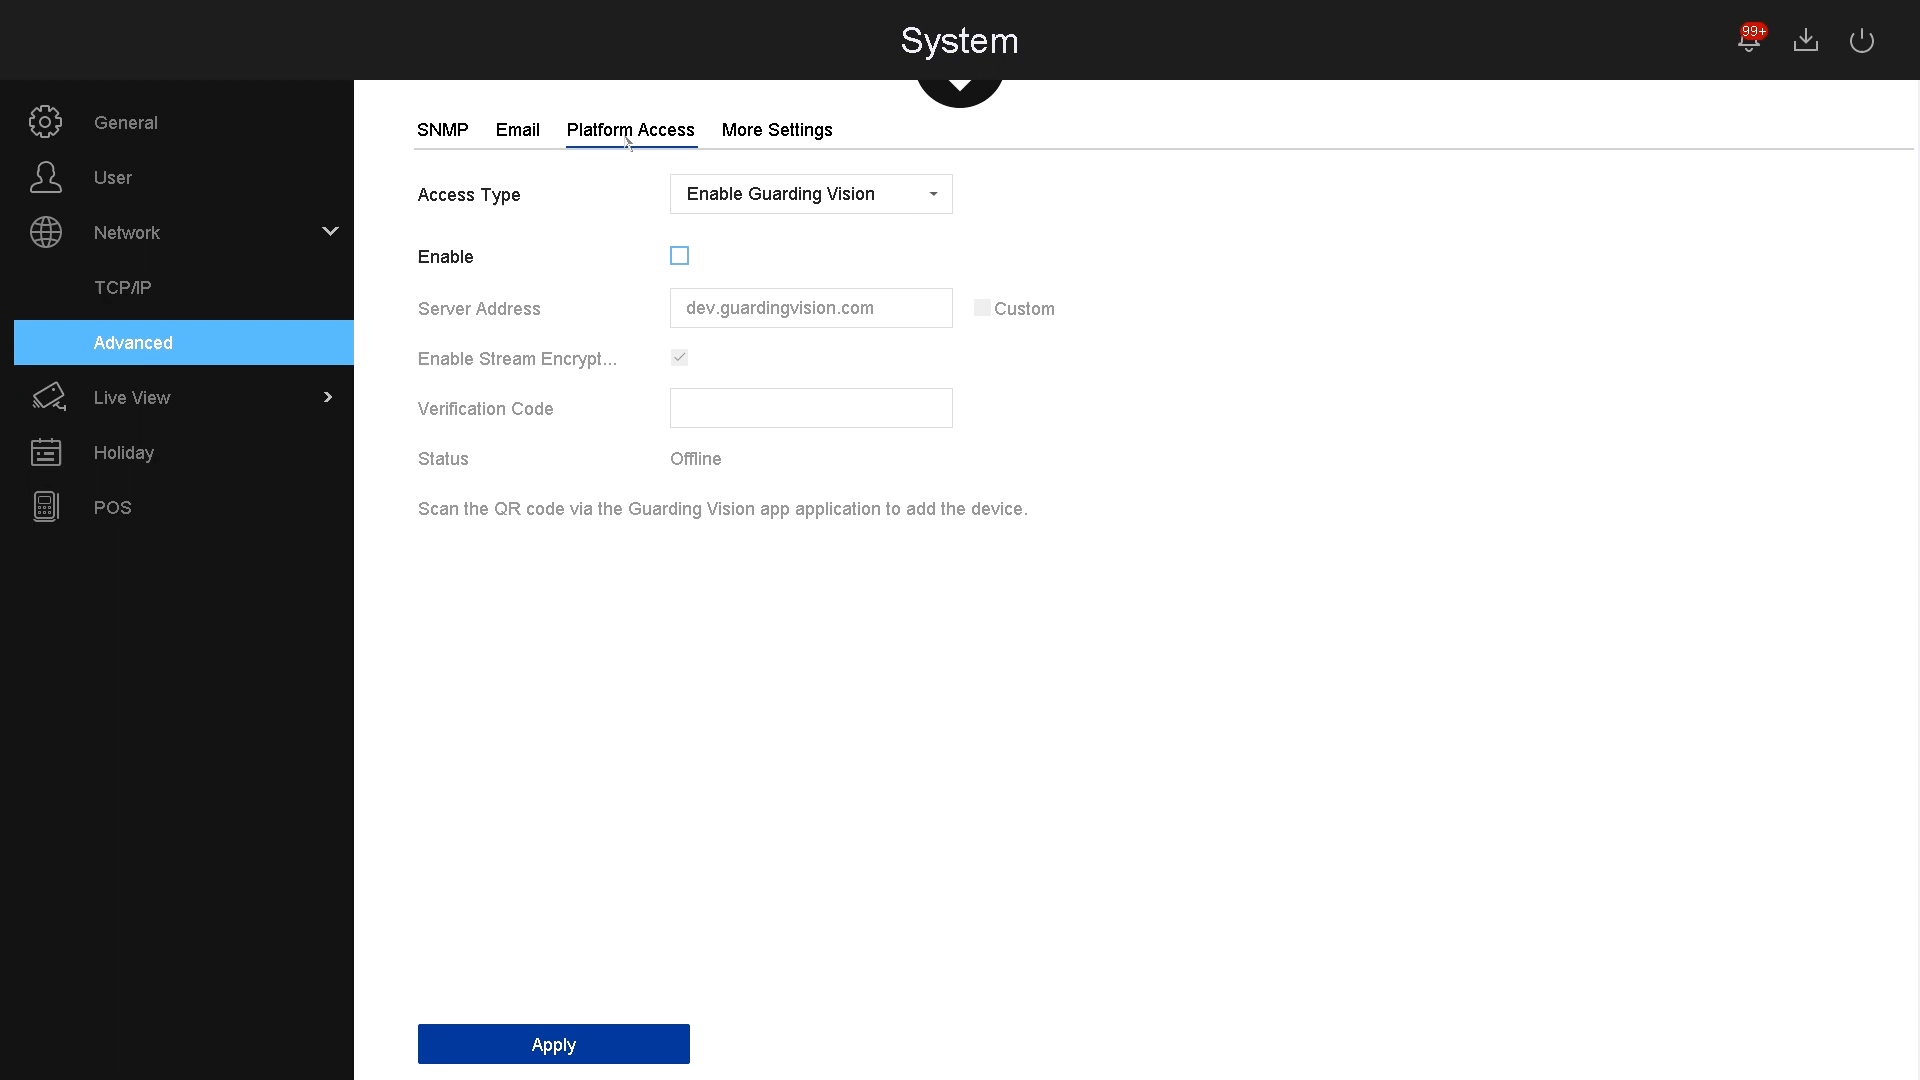 System
99+
General
User
Network
TCP/IP
Advanced
Live View
Holiday
POS
SNMP Email Platform Access More Settings
Access Type Enable Guarding Vision
Enable
Server Address dev.guardingvision.com Custom
Enable Stream Encrypt...
Verification Code
Status Offline
Scan the QR code via the Guarding Vision app application to add the device.
Apply